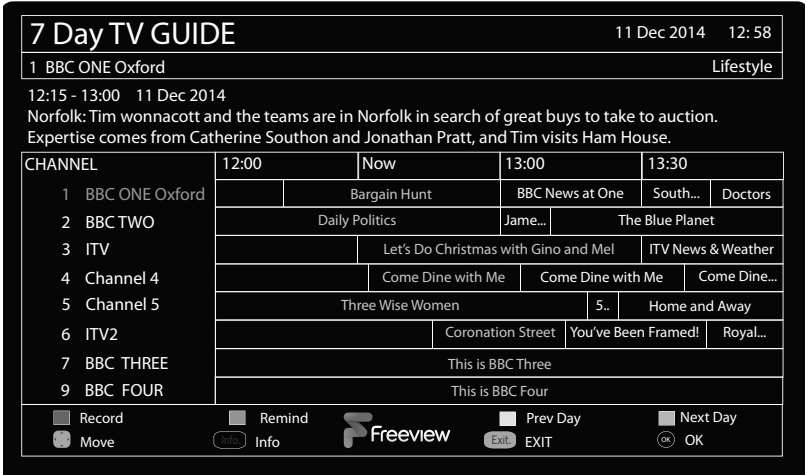 7 Day TV GUIDE 11 Dec 2014 12:58
1 BBC ONE Oxford Lifestyle
12:15 - 13:00 11 Dec 2014
Norfolk: Tim wonnacott and the teams are in Norfolk in search of great buys to take to auction.
Expertise comes from Catherine Southon and Jonathan Pratt, and Tim visits Ham House.
CHANNEL 12:00 Now 13:00 13:30
1 BBC ONE Oxford Bargain Hunt BBC News at One South... Doctors
2 BBC TWO Daily Politics Jame... The Blue Planet
3 ITV Let's Do Christmas with Gino and Mel ITV News & Weather
4 Channel 4 Come Dine with Me Come Dine with Me Come Dine...
5 Channel 5 Three Wise Women 5.. Home and Away
6 ITV2 Coronation Street You've Been Framed! Royal...
7 BBC THREE This is BBC Three
9 BBC FOUR This is BBC Four
Record Remind Prev Day Next Day
Move Info. Info Freeview Exit. EXIT OK OK